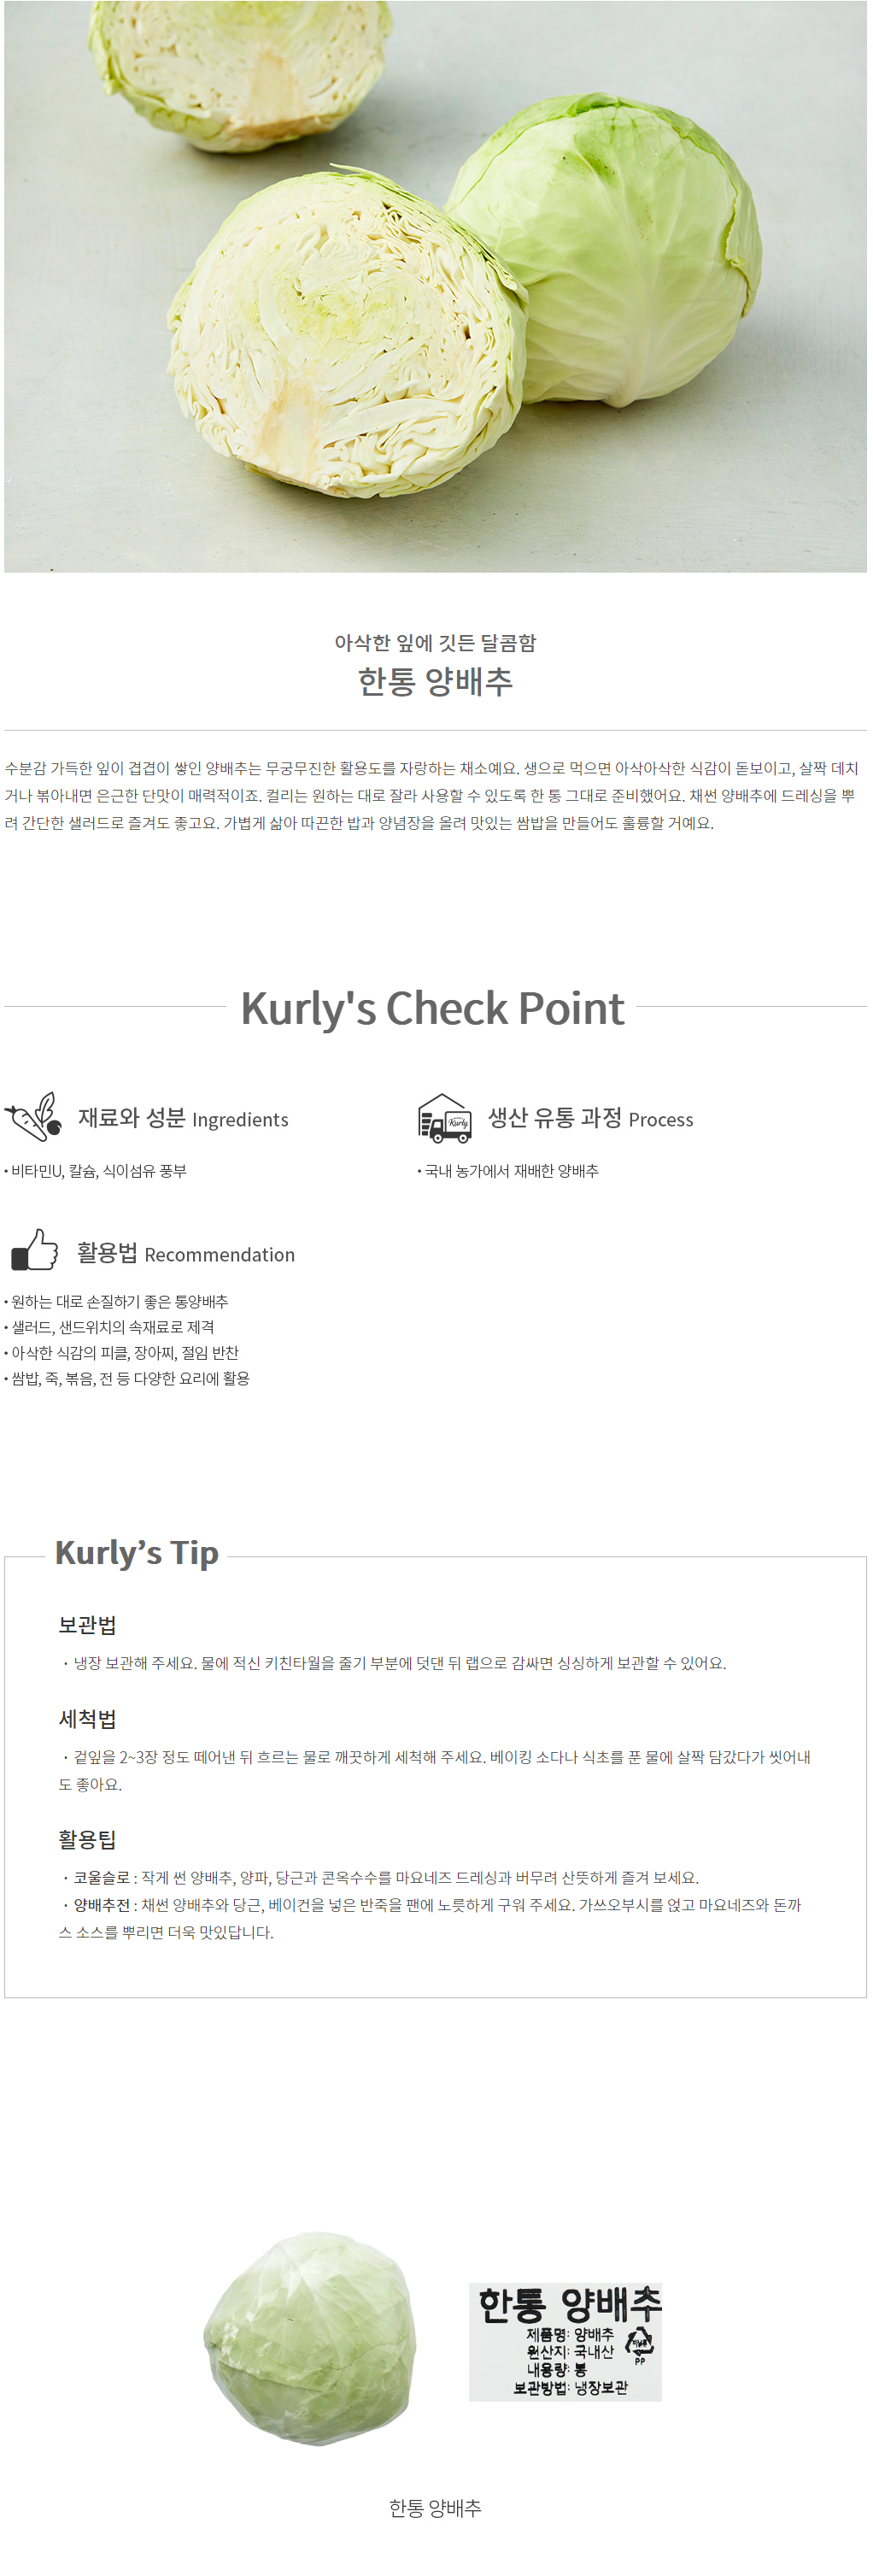 아삭한 잎에 깃든 달콤함
한통 양배추
수분감 가득한 잎이 겹겹이 쌓인 양배추는 무궁무진한 활용도를 자랑하는 채소예요. 생으로 먹으면 아삭아삭한 식감이 돋보이고, 살짝 데치
거나 볶아내면 은근한 단맛이 매력적이죠. 컬리는 원하는 대로 잘라 사용할 수 있도록 한 통 그대로 준비했어요. 채썬 양배추에 드레싱을 뿌
려 간단한 샐러드로 즐겨도 좋고요. 가볍게 삶아 따끈한 밥과 양념장을 올려 맛있는 쌈밥을 만들어도 훌륭할 거예요.
Kurly's Check Point
재료와 성분 Ingredients
• 비타민U, 칼슘, 식이섬유 풍부
Kurly
생산 유통 과정 Process
• 국내 농가에서 재배한 양배추
활용법 Recommendation
• 원하는 대로 손질하기 좋은 통양배추
• 샐러드, 샌드위치의 속재료로 제격
• 아삭한 식감의 피클, 장아찌, 절임 반찬
• 쌈밥, 죽, 볶음, 전 등 다양한 요리에 활용
Kurly’s Tip
보관법
· 냉장 보관해 주세요. 물에 적신 키친타월을 줄기 부분에 덧댄 뒤 랩으로 감싸면 싱싱하게 보관할 수 있어요.
세척법
· 겉잎을 2~3장 정도 떼어낸 뒤 흐르는 물로 깨끗하게 세척해 주세요. 베이킹 소다나 식초를 푼 물에 살짝 담갔다가 씻어내
도 좋아요.
활용팁
· 코울슬로 : 작게 썬 양배추, 양파, 당근과 콘옥수수를 마요네즈 드레싱과 버무려 산뜻하게 즐겨 보세요.
· 양배추전 : 채썬 양배추와 당근, 베이컨을 넣은 반죽을 팬에 노릇하게 구워 주세요. 가쓰오부시를 얹고 마요네즈와 돈까
스 소스를 뿌리면 더욱 맛있답니다.
한통 양배추
제품명: 양배추
원산지: 국내산
내용량: 봉
보관방법: 냉장보관
PP
한통 양배추